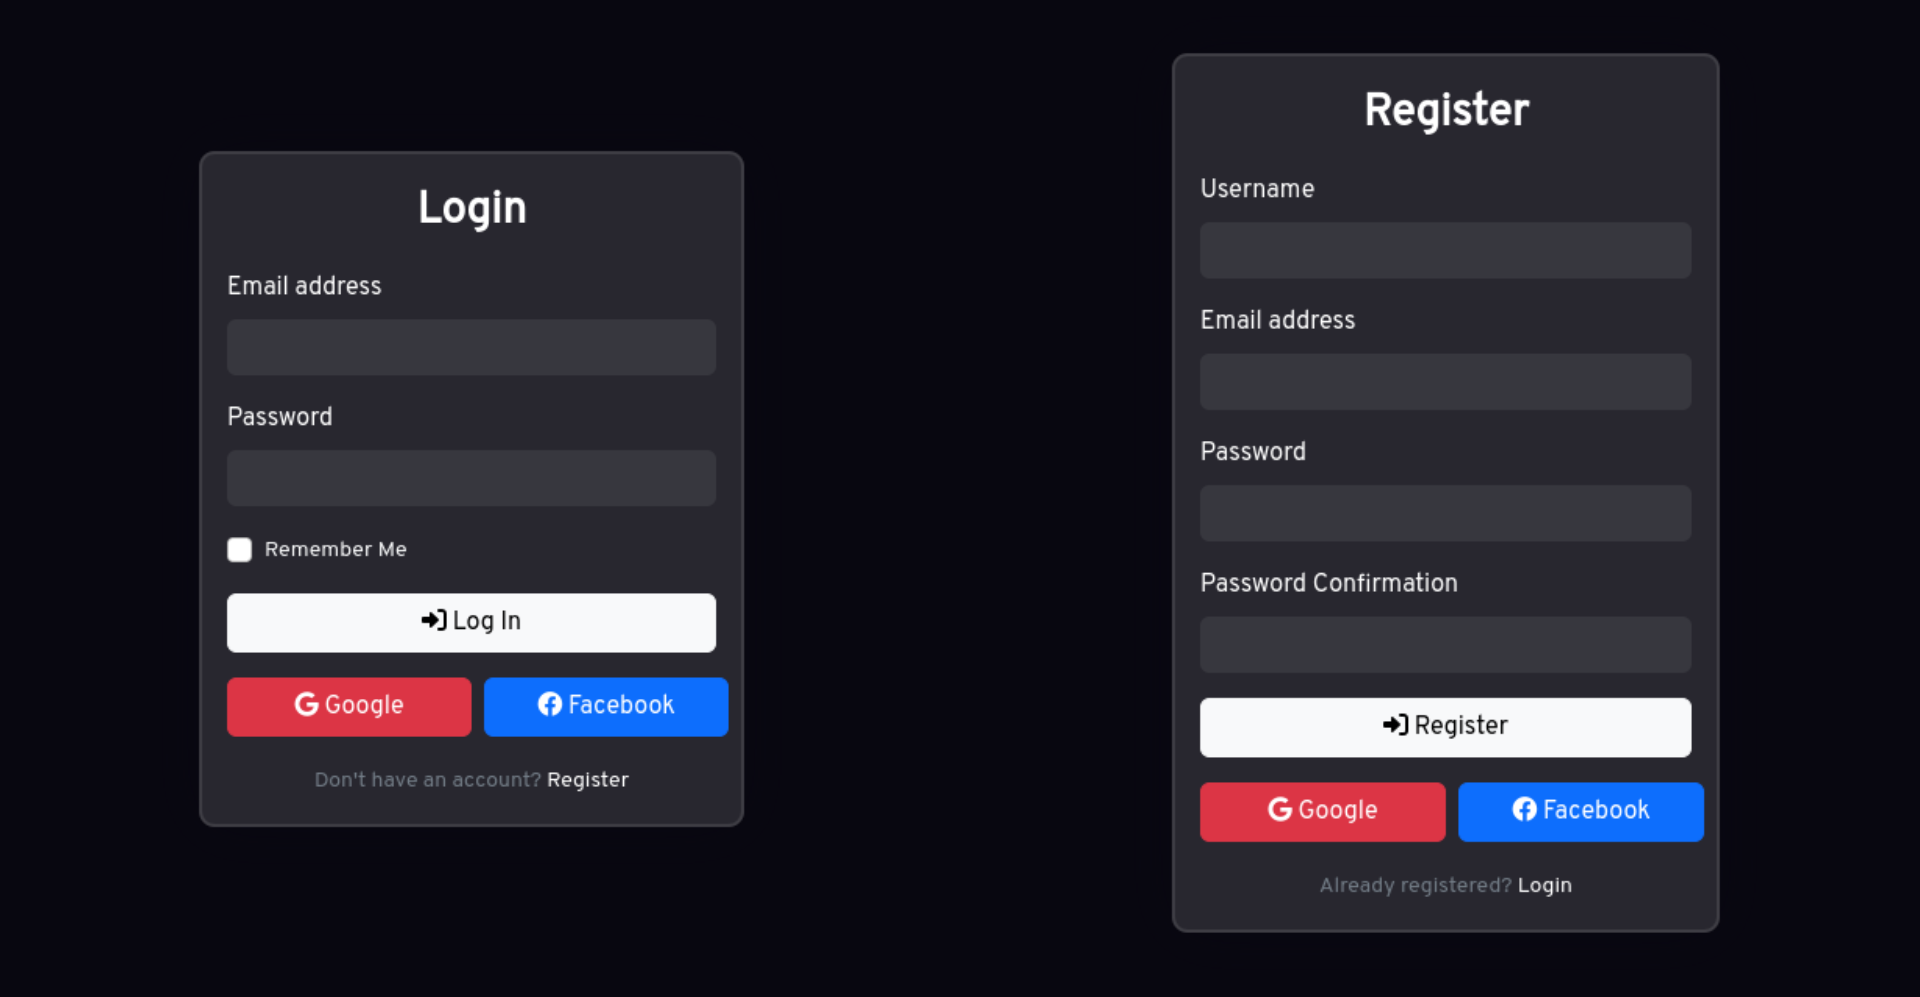 Login
Email address
Password
Remember Me
Log In
Google
Facebook
Don't have an account? Register
Register
Username
Email address
Password
Password Confirmation
Register
Google
Facebook
Already registered? Login